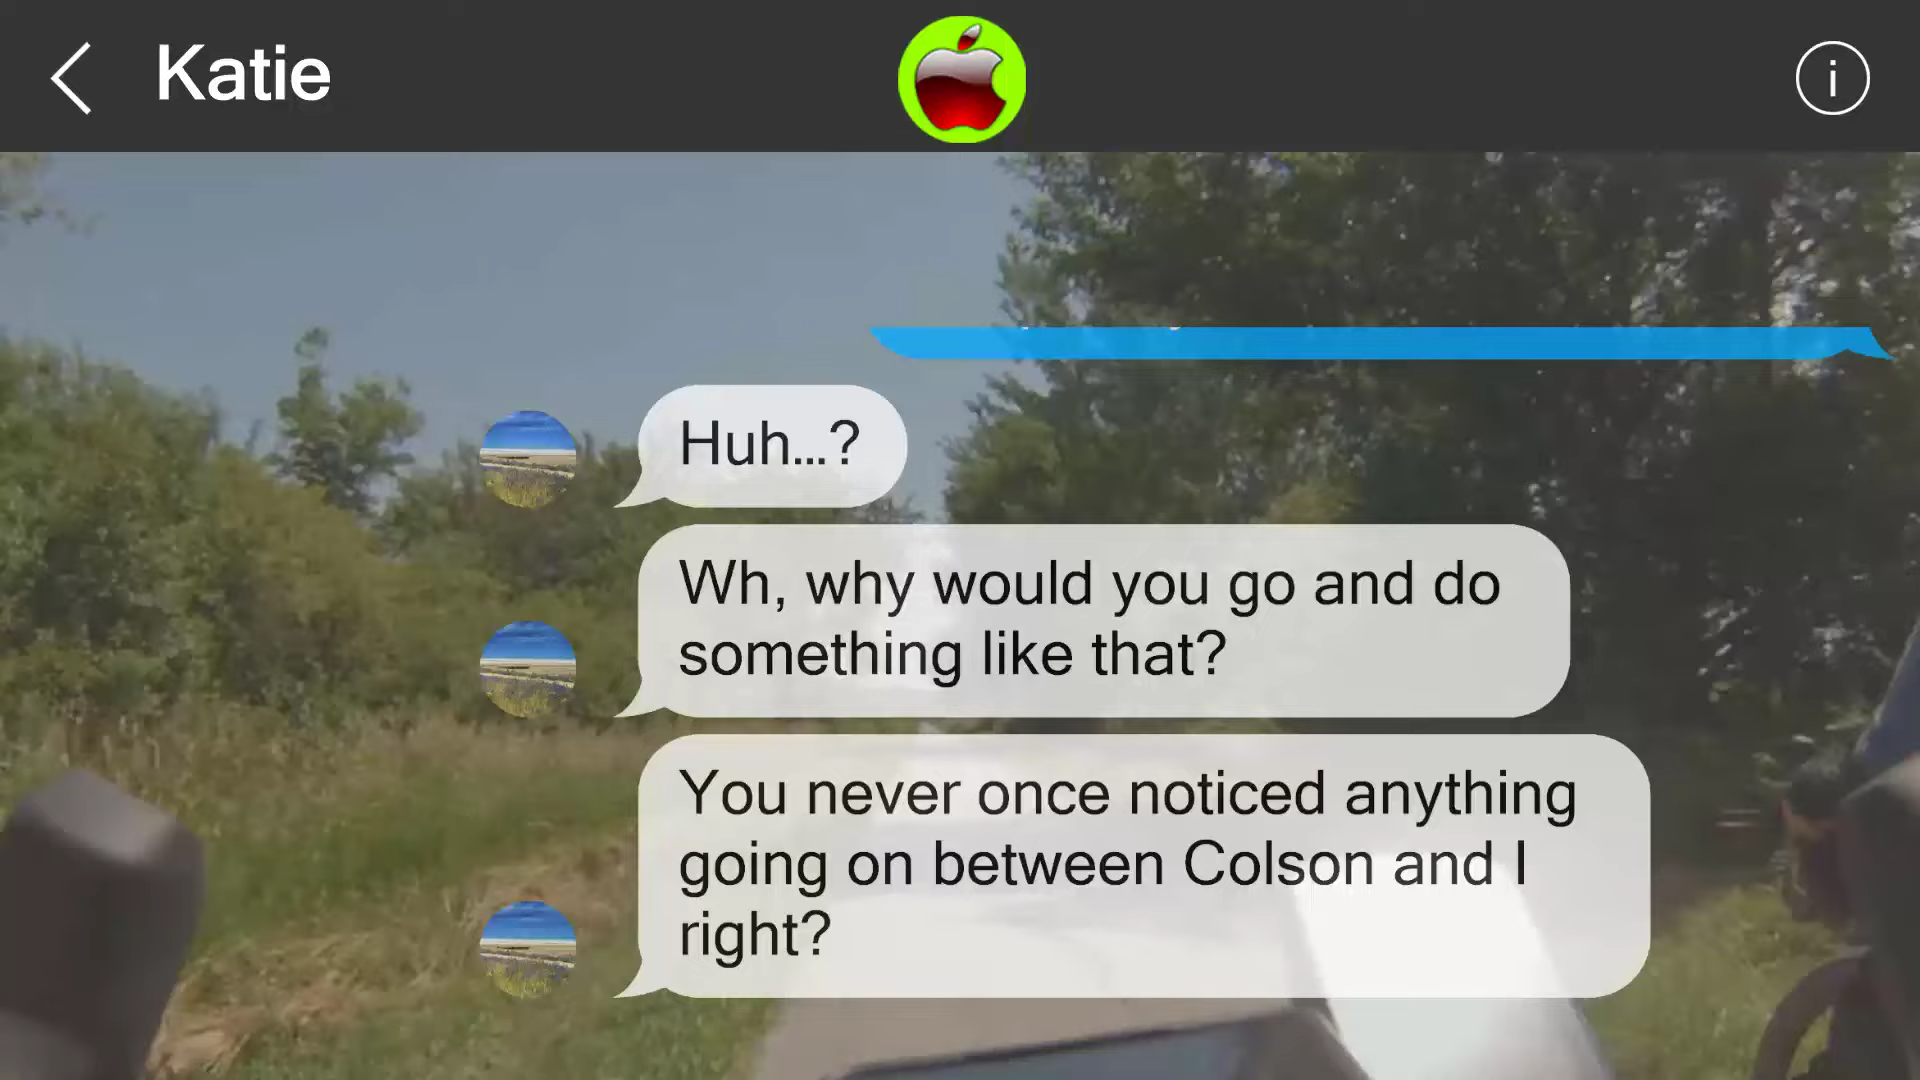 Katie
i
Huh...?
Wh, why would you go and do
something like that?
You never once noticed anything
going on between Colson and I
right?